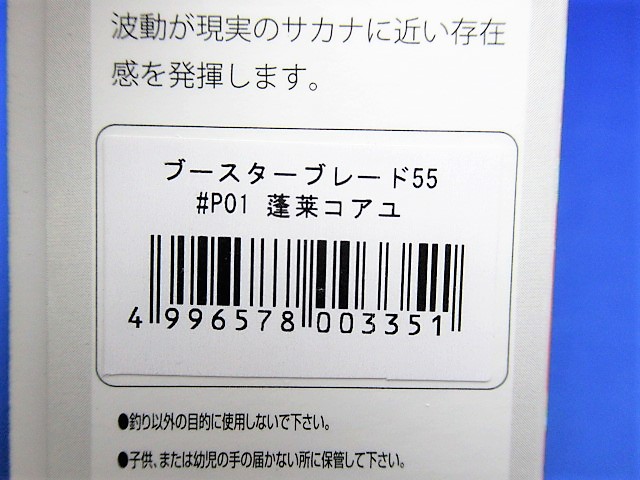 波動が現実のサカナに近い存在
感を発揮します。
ブースターブレード55
#P01 蓬莱コアユ
4 996578 003351
●釣り以外の目的に使用しないで下さい。
●子供、または幼児の手の届かない所に保管して下さい。